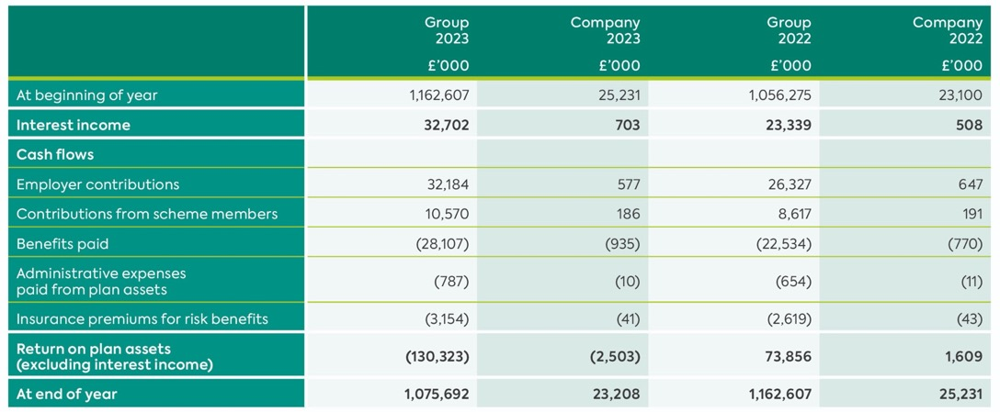 Group 2023 £’000 Company 2023 £’000 Group 2022 £’000 Company 2022 £’000
At beginning of year 1,162,607 25,231 1,056,275 23,100
Interest income 32,702 703 23,339 508
Cash flows
Employer contributions 32,184 577 26,327 647
Contributions from scheme members 10,570 186 8,617 191
Benefits paid (28,107) (935) (22,534) (770)
Administrative expenses
paid from plan assets (787) (10) (654) (11)
Insurance premiums for risk benefits (3,154) (41) (2,619) (43)
Return on plan assets
(excluding interest income) (130,323) (2,503) 73,856 1,609
At end of year 1,075,692 23,208 1,162,607 25,231